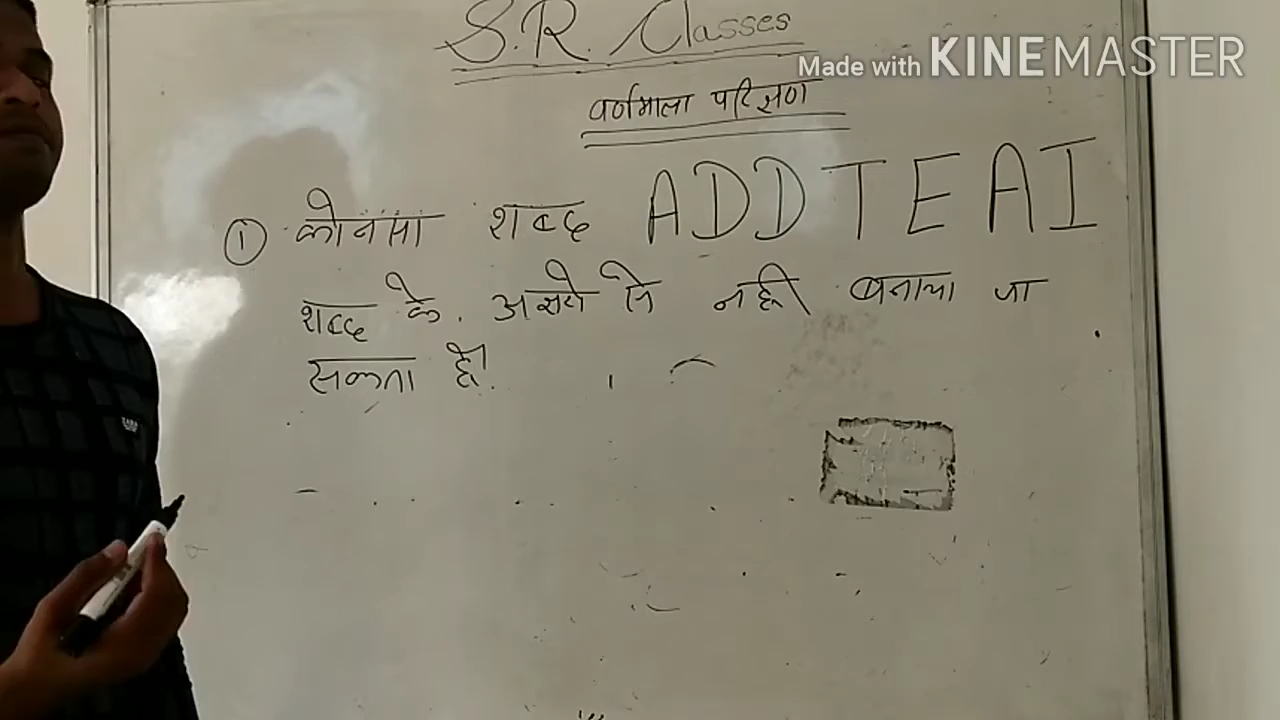 S.R. Classes
Made with KINEMASTER
वर्णमाला परिक्षण
① कोनसा शब्द ADDTEAI
शब्द के. अक्षरो से नही बनाया जा
सकता है।